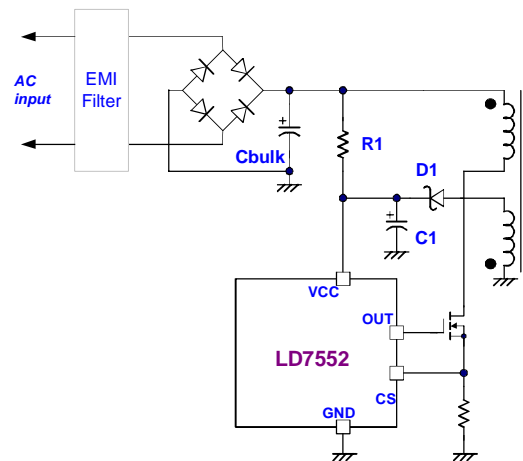 AC
input
EMI
Filter
Cbulk
+
R1
D1
+
C1
VCC
OUT
LD7552
CS
GND